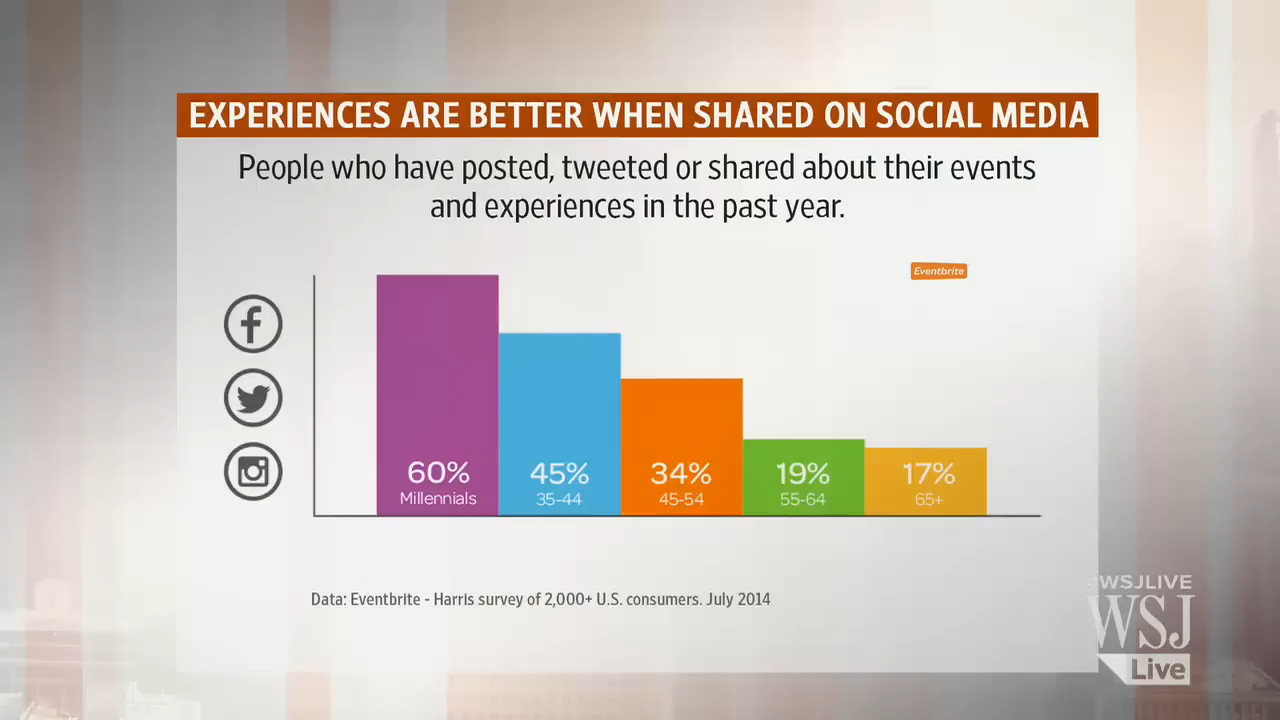 EXPERIENCES ARE BETTER WHEN SHARED ON SOCIAL MEDIA
People who have posted, tweeted or shared about their events
and experiences in the past year.
Eventbrite
60%
Millennials
45%
35-44
34%
45-54
19%
55-64
17%
65+
Data: Eventbrite - Harris survey of 2,000+ U.S. consumers. July 2014
#WSJLIVE
WSJ
Live